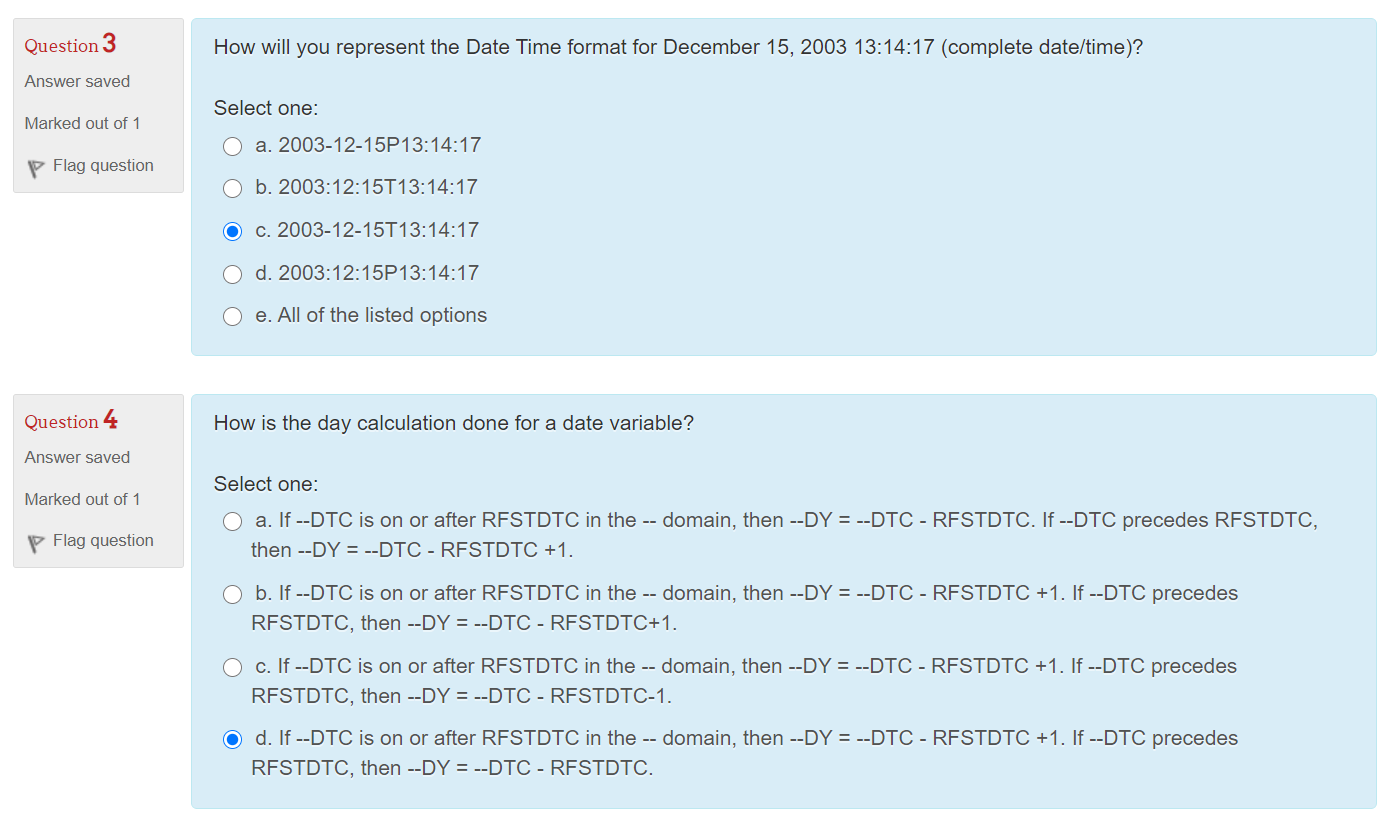 Question 3
Answer saved
Marked out of 1
Flag question
How will you represent the Date Time format for December 15, 2003 13:14:17 (complete date/time)?
Select one:
a. 2003-12-15P13:14:17
b. 2003:12:15T13:14:17
c. 2003-12-15T13:14:17
d. 2003:12:15P13:14:17
e. All of the listed options
Question 4
Answer saved
Marked out of 1
Flag question
How is the day calculation done for a date variable?
Select one:
a. If --DTC is on or after RFSTDTC in the -- domain, then --DY = --DTC - RFSTDTC. If --DTC precedes RFSTDTC,
then --DY = --DTC - RFSTDTC +1.
b. If --DTC is on or after RFSTDTC in the -- domain, then --DY = --DTC - RFSTDTC +1. If --DTC precedes
RFSTDTC, then --DY = --DTC - RFSTDTC+1.
c. If --DTC is on or after RFSTDTC in the -- domain, then --DY = --DTC - RFSTDTC +1. If --DTC precedes
RFSTDTC, then --DY = --DTC - RFSTDTC-1.
d. If --DTC is on or after RFSTDTC in the -- domain, then --DY = --DTC - RFSTDTC +1. If --DTC precedes
RFSTDTC, then --DY = --DTC - RFSTDTC.